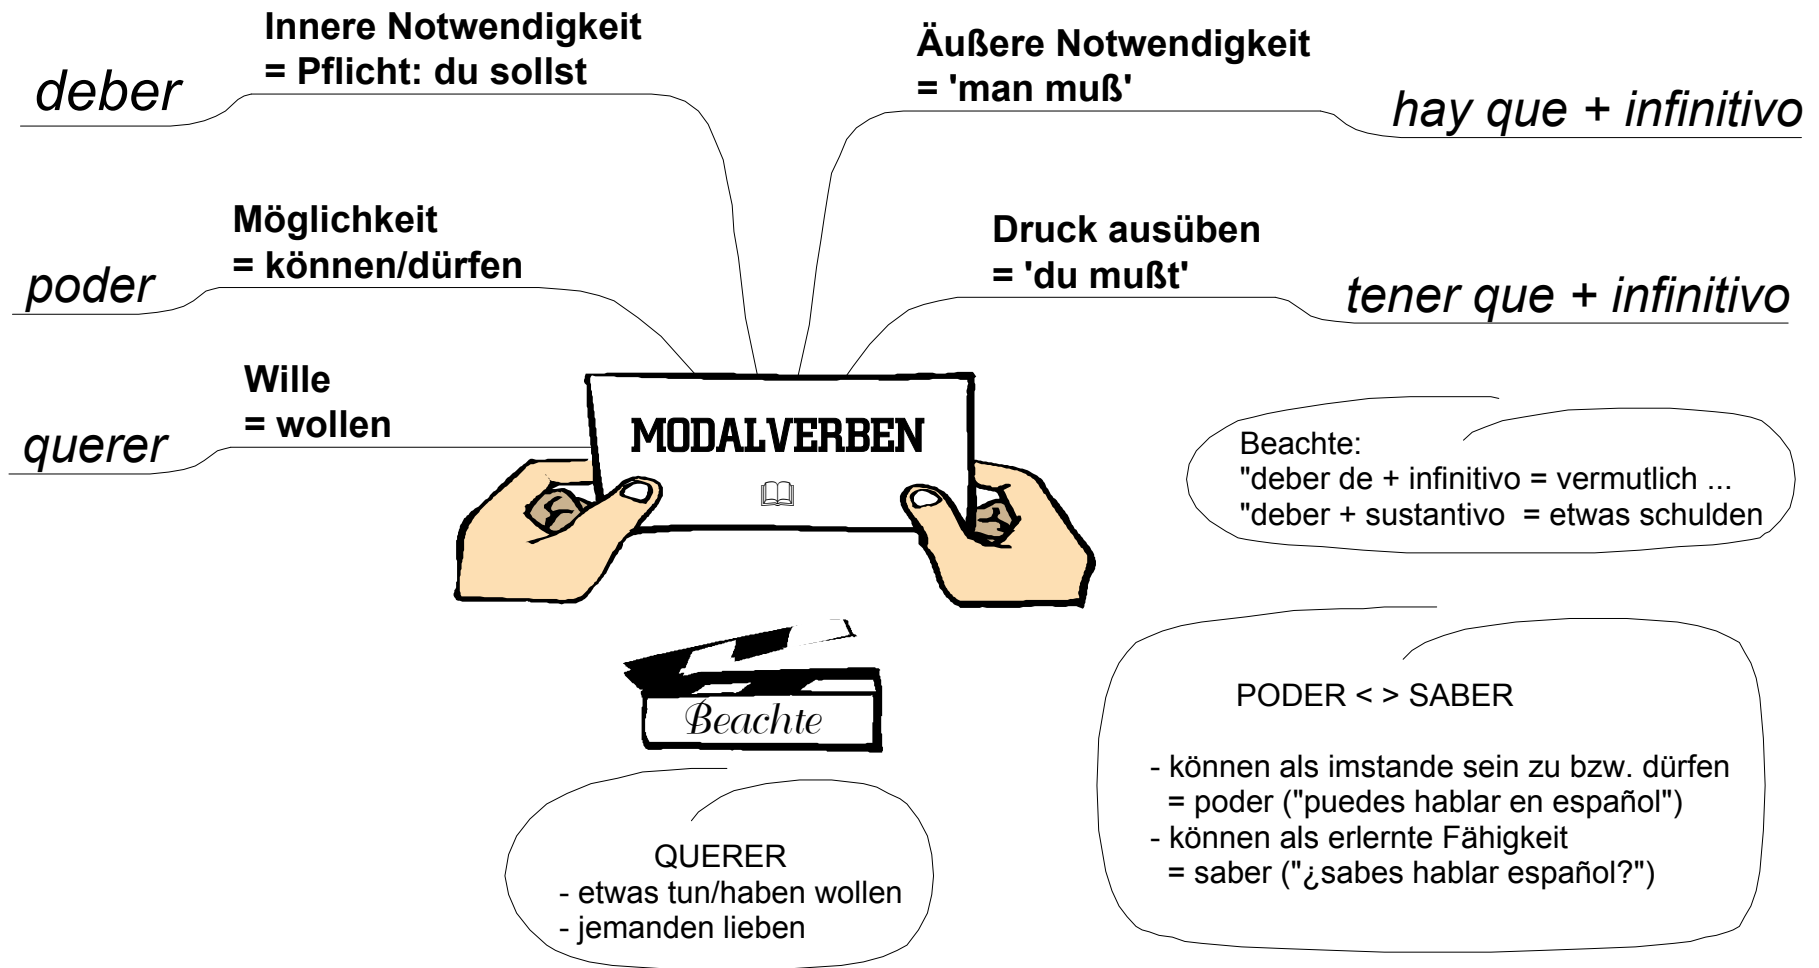 deber
Innere Notwendigkeit
= Pflicht: du sollst
poder
Möglichkeit
= können/dürfen
querer
Wille
= wollen
Äußere Notwendigkeit
= 'man muß'
hay que + infinitivo
Druck ausüben
= 'du mußt'
tener que + infinitivo
MODALVERBEN
Beachte:
"deber de + infinitivo = vermutlich ...
"deber + sustantivo = etwas schulden
Beachte
QUERER
- etwas tun/haben wollen
- jemanden lieben
PODER < > SABER
- können als imstande sein zu bzw. dürfen
= poder ("puedes hablar en español")
- können als erlernte Fähigkeit
= saber ("¿sabes hablar español?")